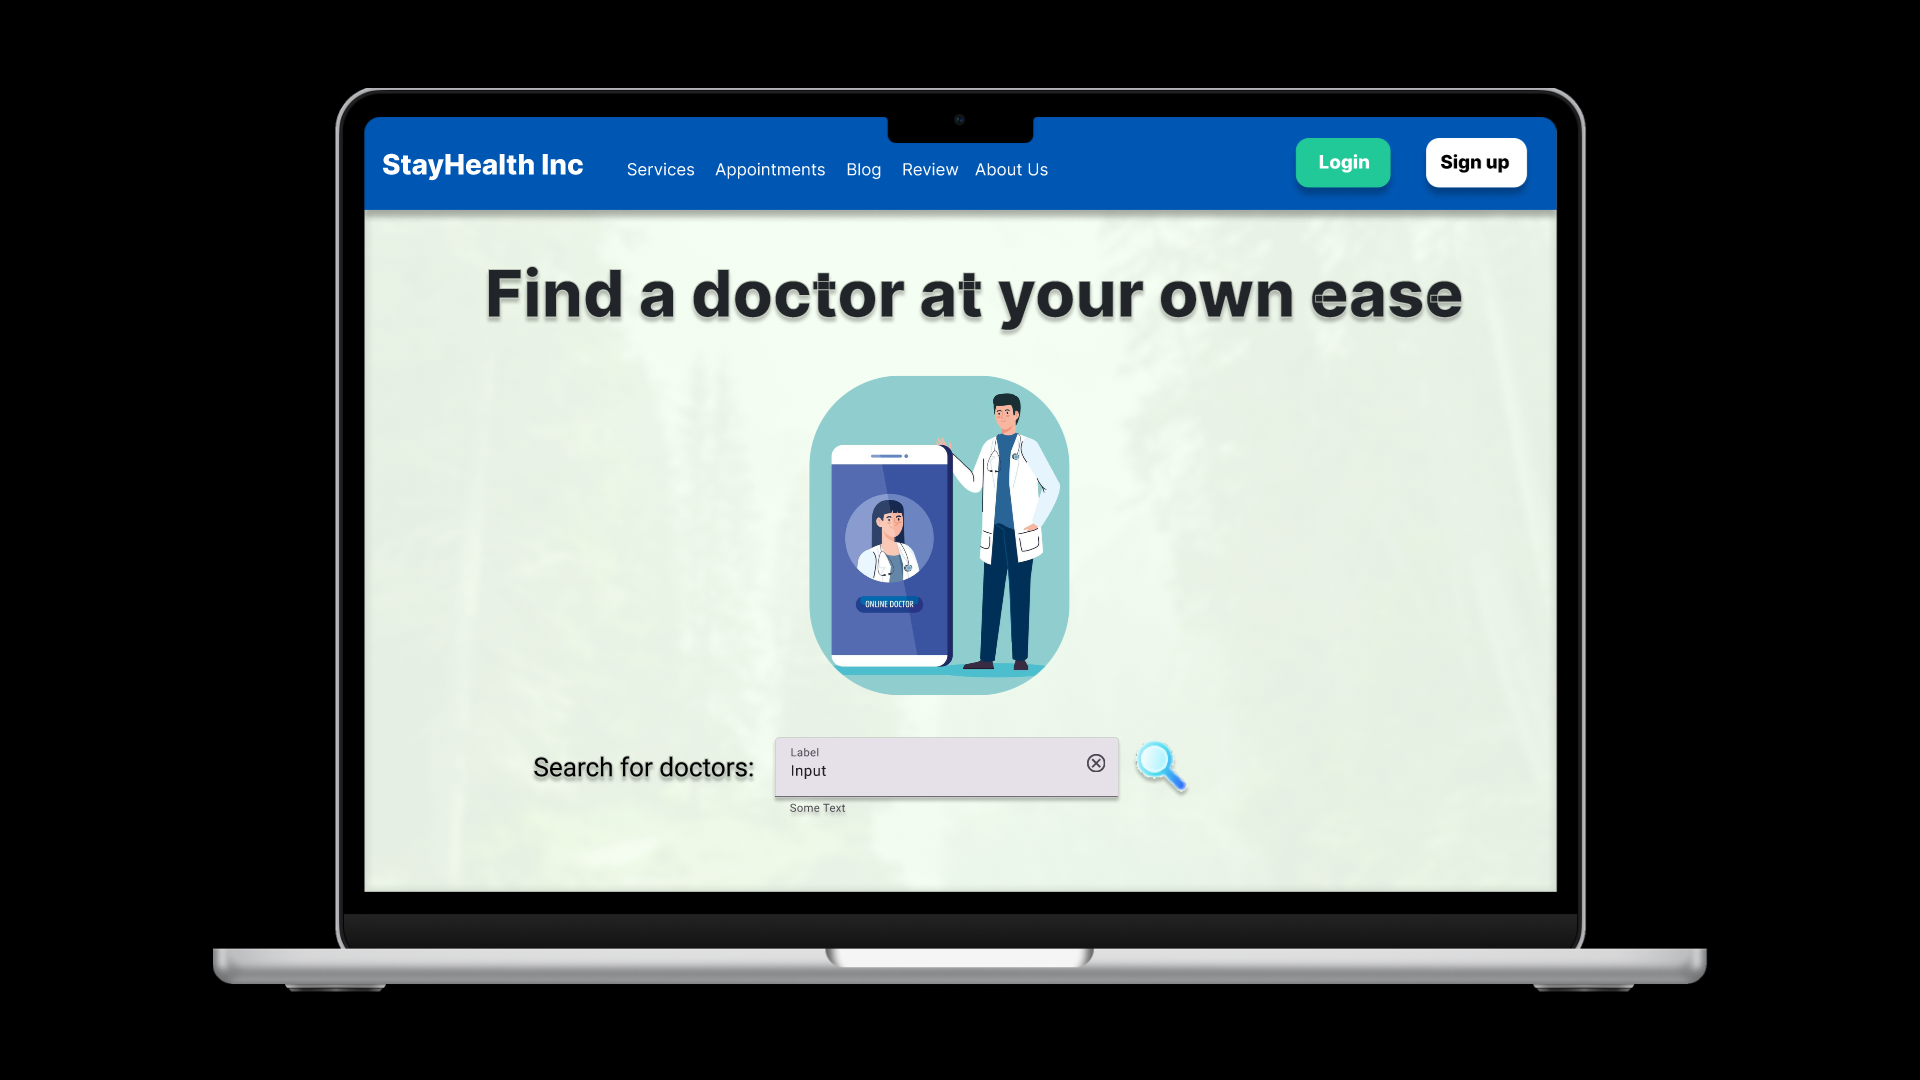 StayHealth Inc
Services Appointments Blog Review About Us
Login
Sign up
Find a doctor at your own ease
ONLINE DOCTOR
Search for doctors:
Label
Input
Some Text